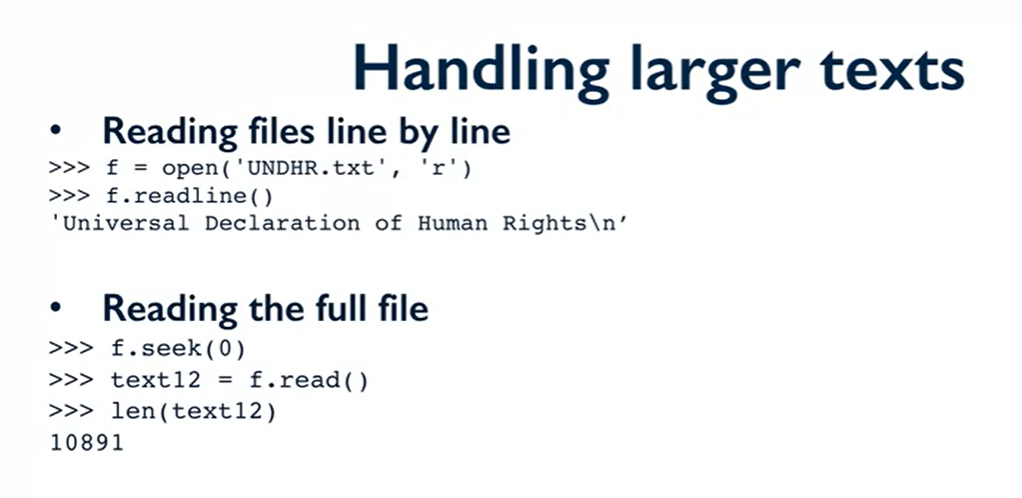 Handling larger texts
• Reading files line by line
>>> f = open('UNDHR.txt', 'r')
>>> f.readline()
'Universal Declaration of Human Rights\n’
• Reading the full file
>>> f.seek(0)
>>> text12 = f.read()
>>> len(text12)
10891